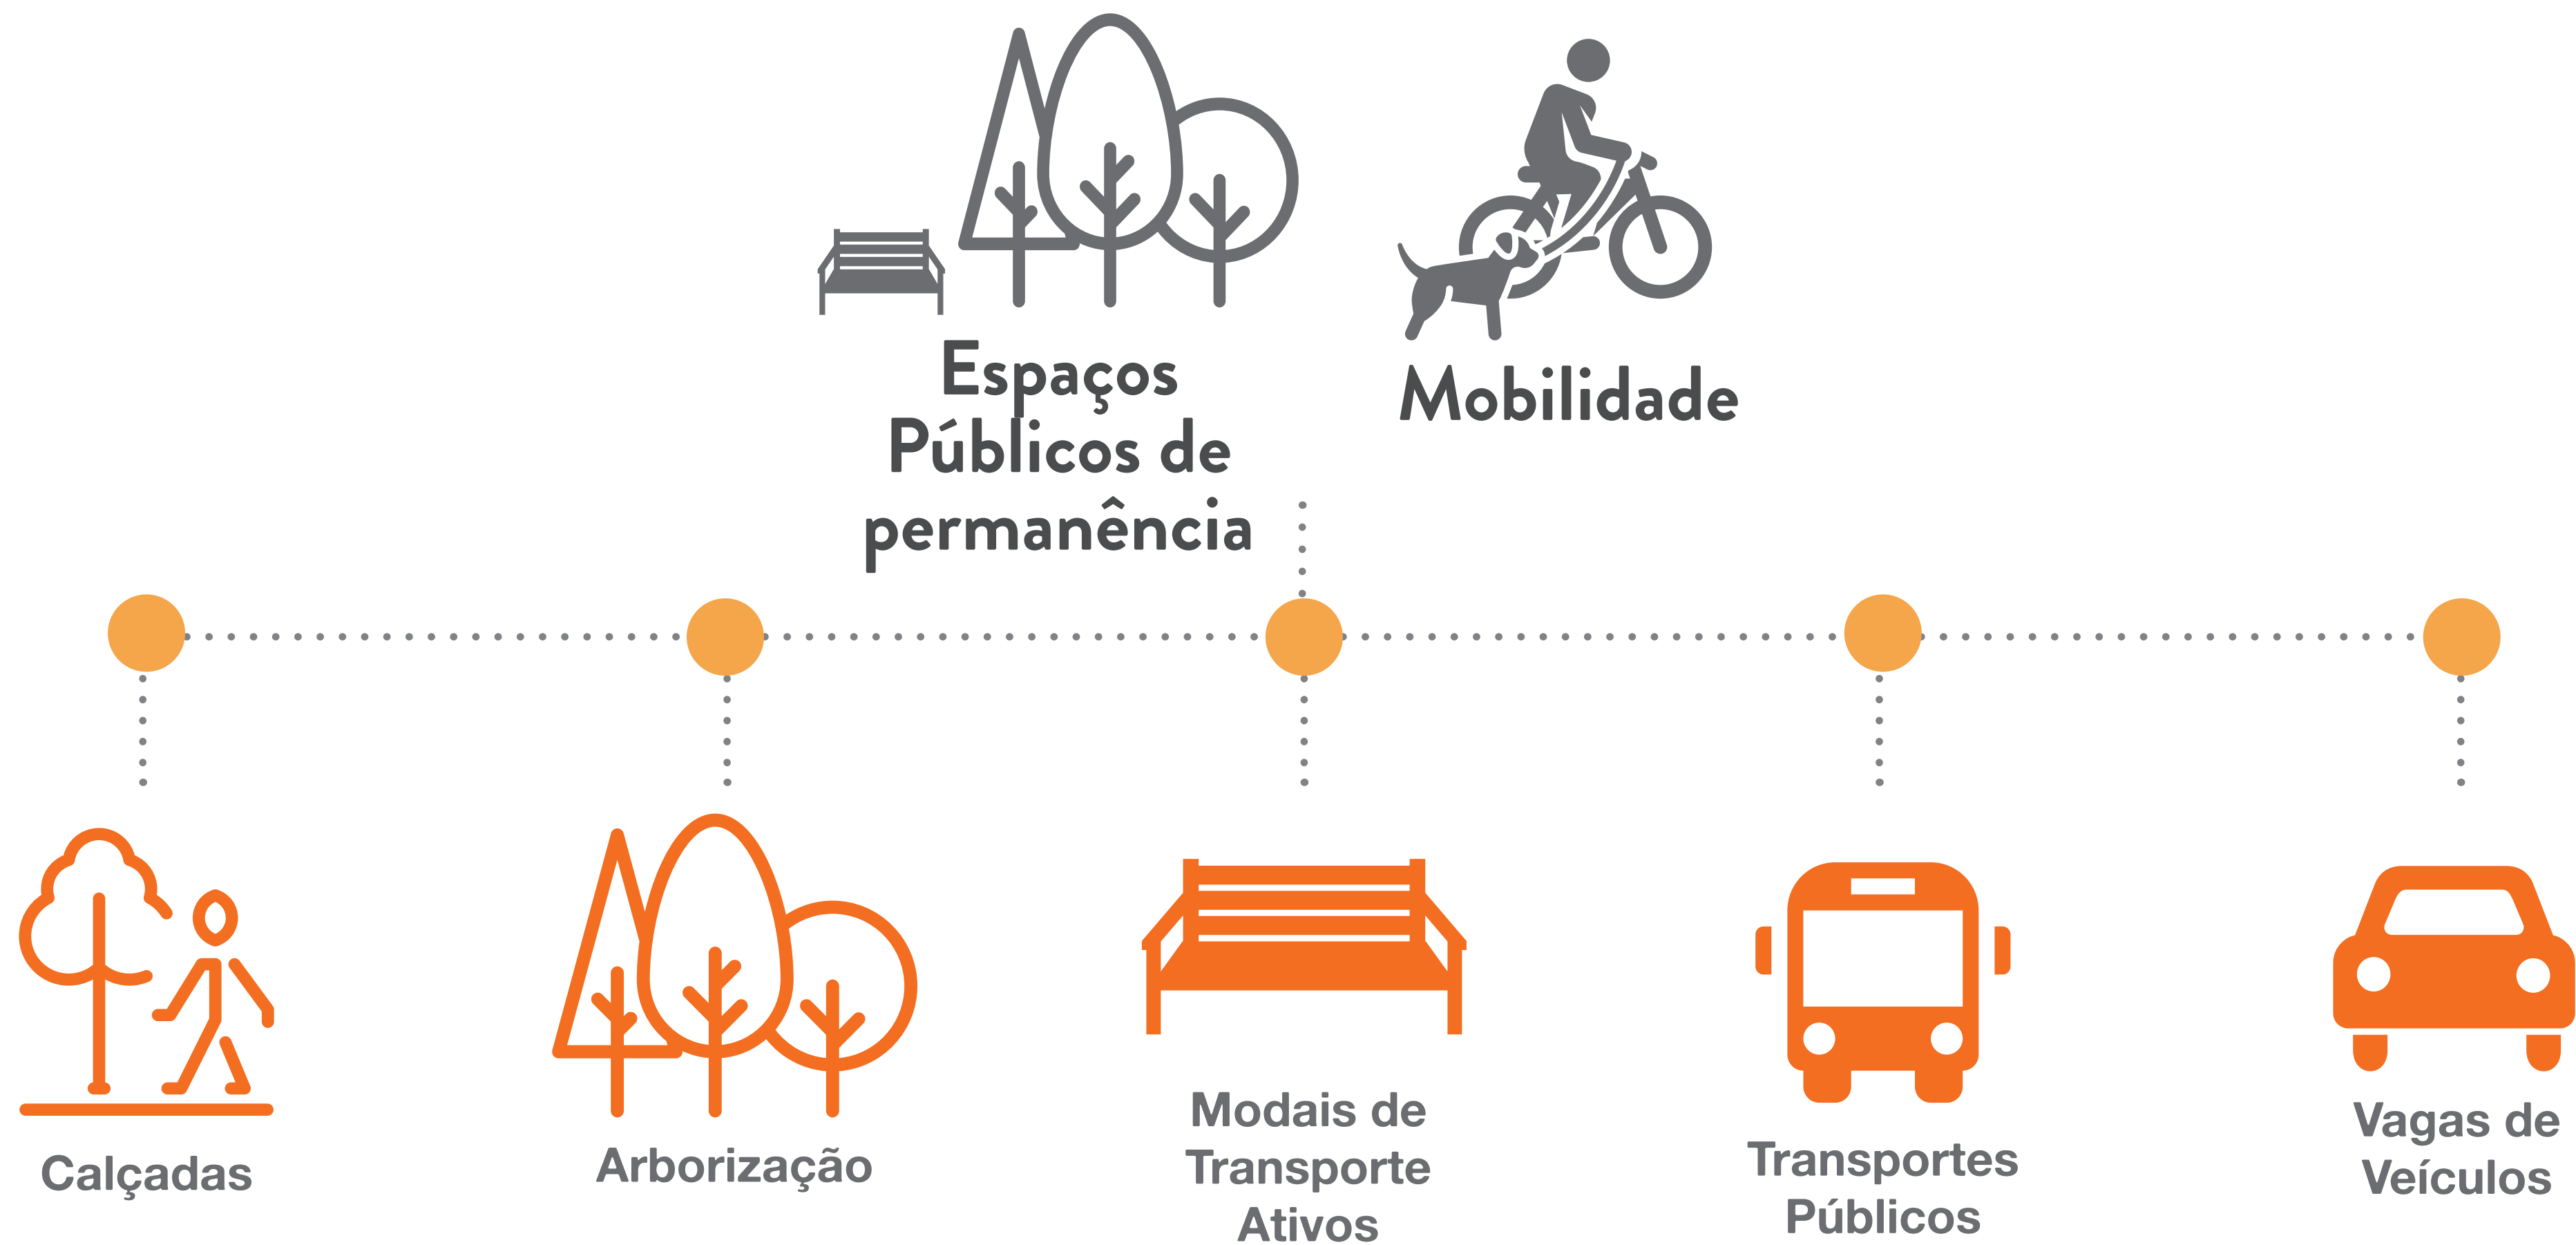 Espaços
Públicos de
permanência
Mobilidade
Calçadas
Arborização
Modais de
Transporte
Ativos
Transportes
Públicos
Vagas de
Veículos